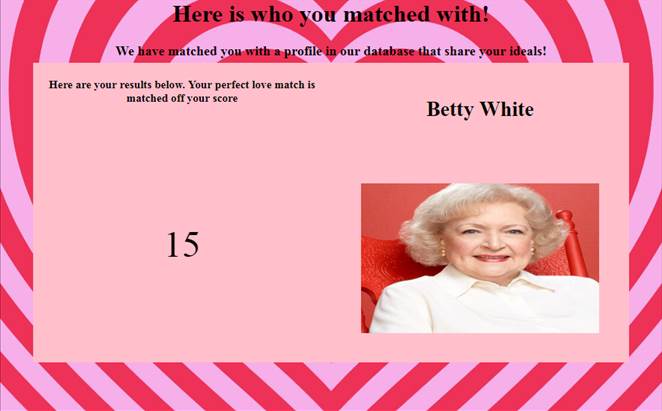 Here is who you matched with!
We have matched you with a profile in our database that share your ideals!
Here are your results below. Your perfect love match is
matched off your score
Betty White
15